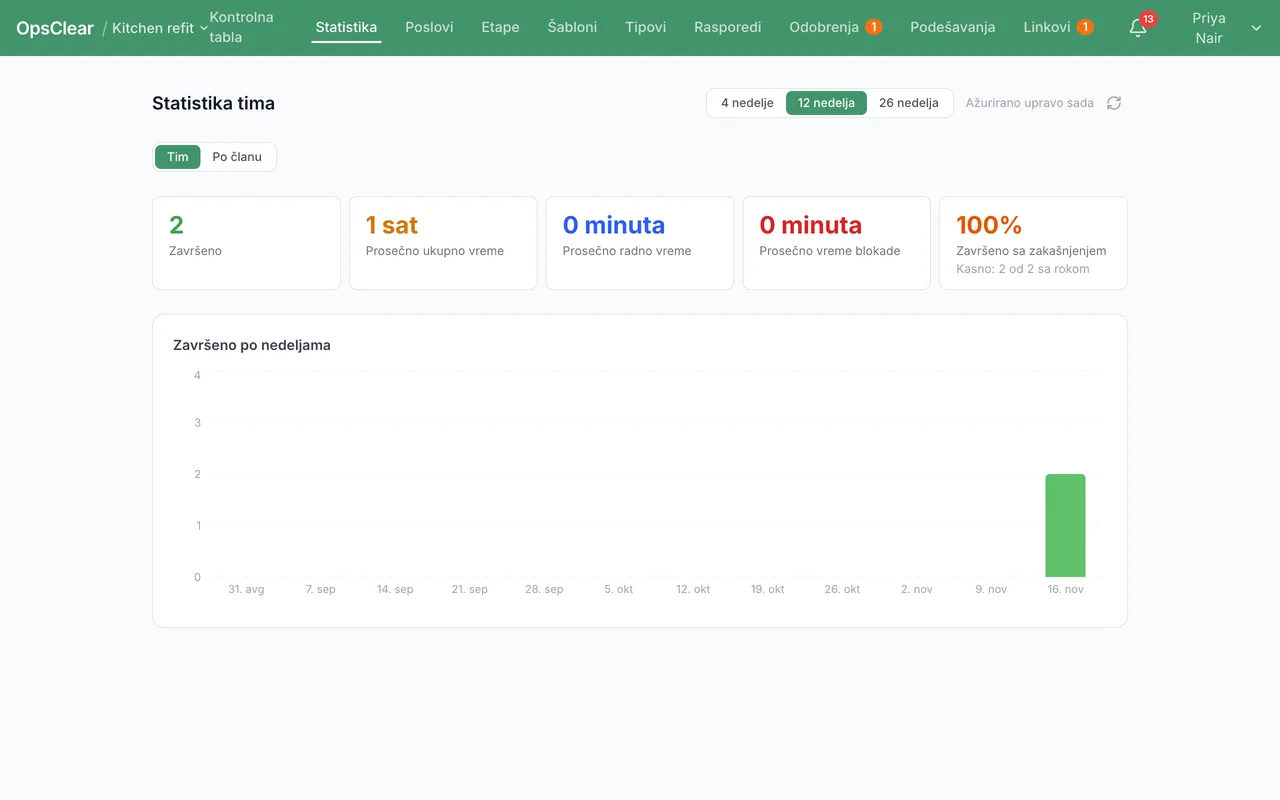 OpsClear / Kitchen refit
Kontrolna
tabla
Statistika
Poslovi
Etape
Šabloni
Tipovi
Rasporedi
Odobrenja 1
Podešavanja
Linkovi 1
13
Priya
Nair
Statistika tima
4 nedelje
12 nedelja
26 nedelja
Ažurirano upravo sada
Tim
Po članu
2
Završeno
1 sat
Prosečno ukupno vreme
0 minuta
Prosečno radno vreme
0 minuta
Prosečno vreme blokade
100%
Završeno sa zakašnjenjem
Kasno: 2 od 2 sa rokom
Završeno po nedeljama
4
3
2
1
0
31. avg
7. sep
14. sep
21. sep
28. sep
5. okt
12. okt
19. okt
26. okt
2. nov
9. nov
16. nov